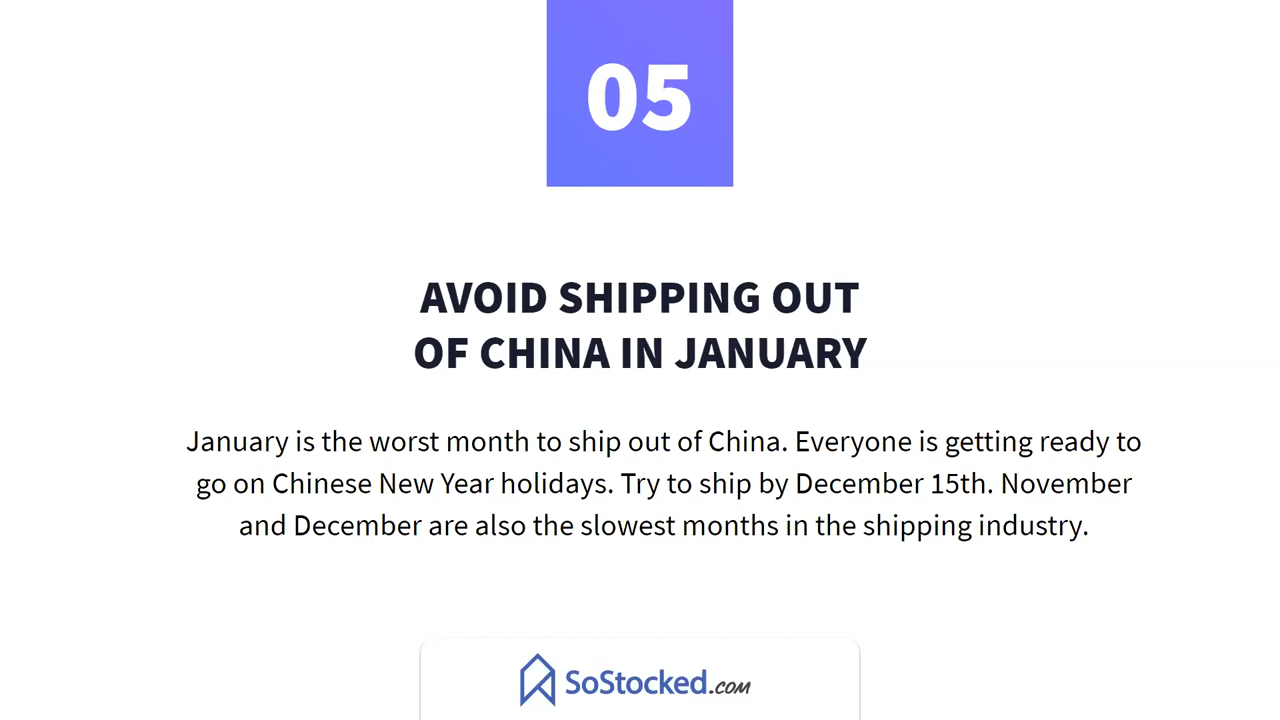 05
AVOID SHIPPING OUT
OF CHINA IN JANUARY
January is the worst month to ship out of China. Everyone is getting ready to
go on Chinese New Year holidays. Try to ship by December 15th. November
and December are also the slowest months in the shipping industry.
SoStocked.com